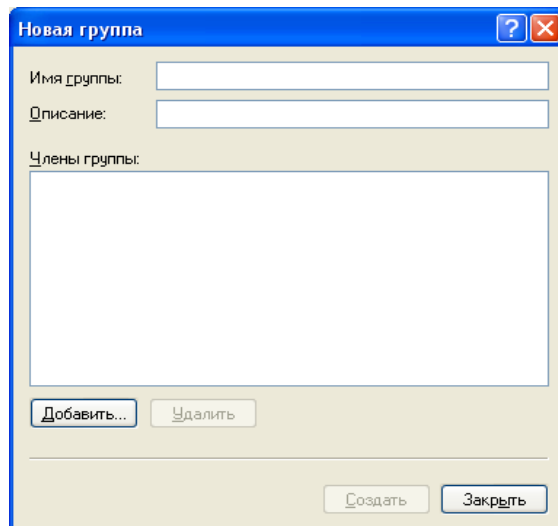 Новая группа
Имя группы:
Описание:
Члены группы:
Добавить... Удалить
Создать Закрыть